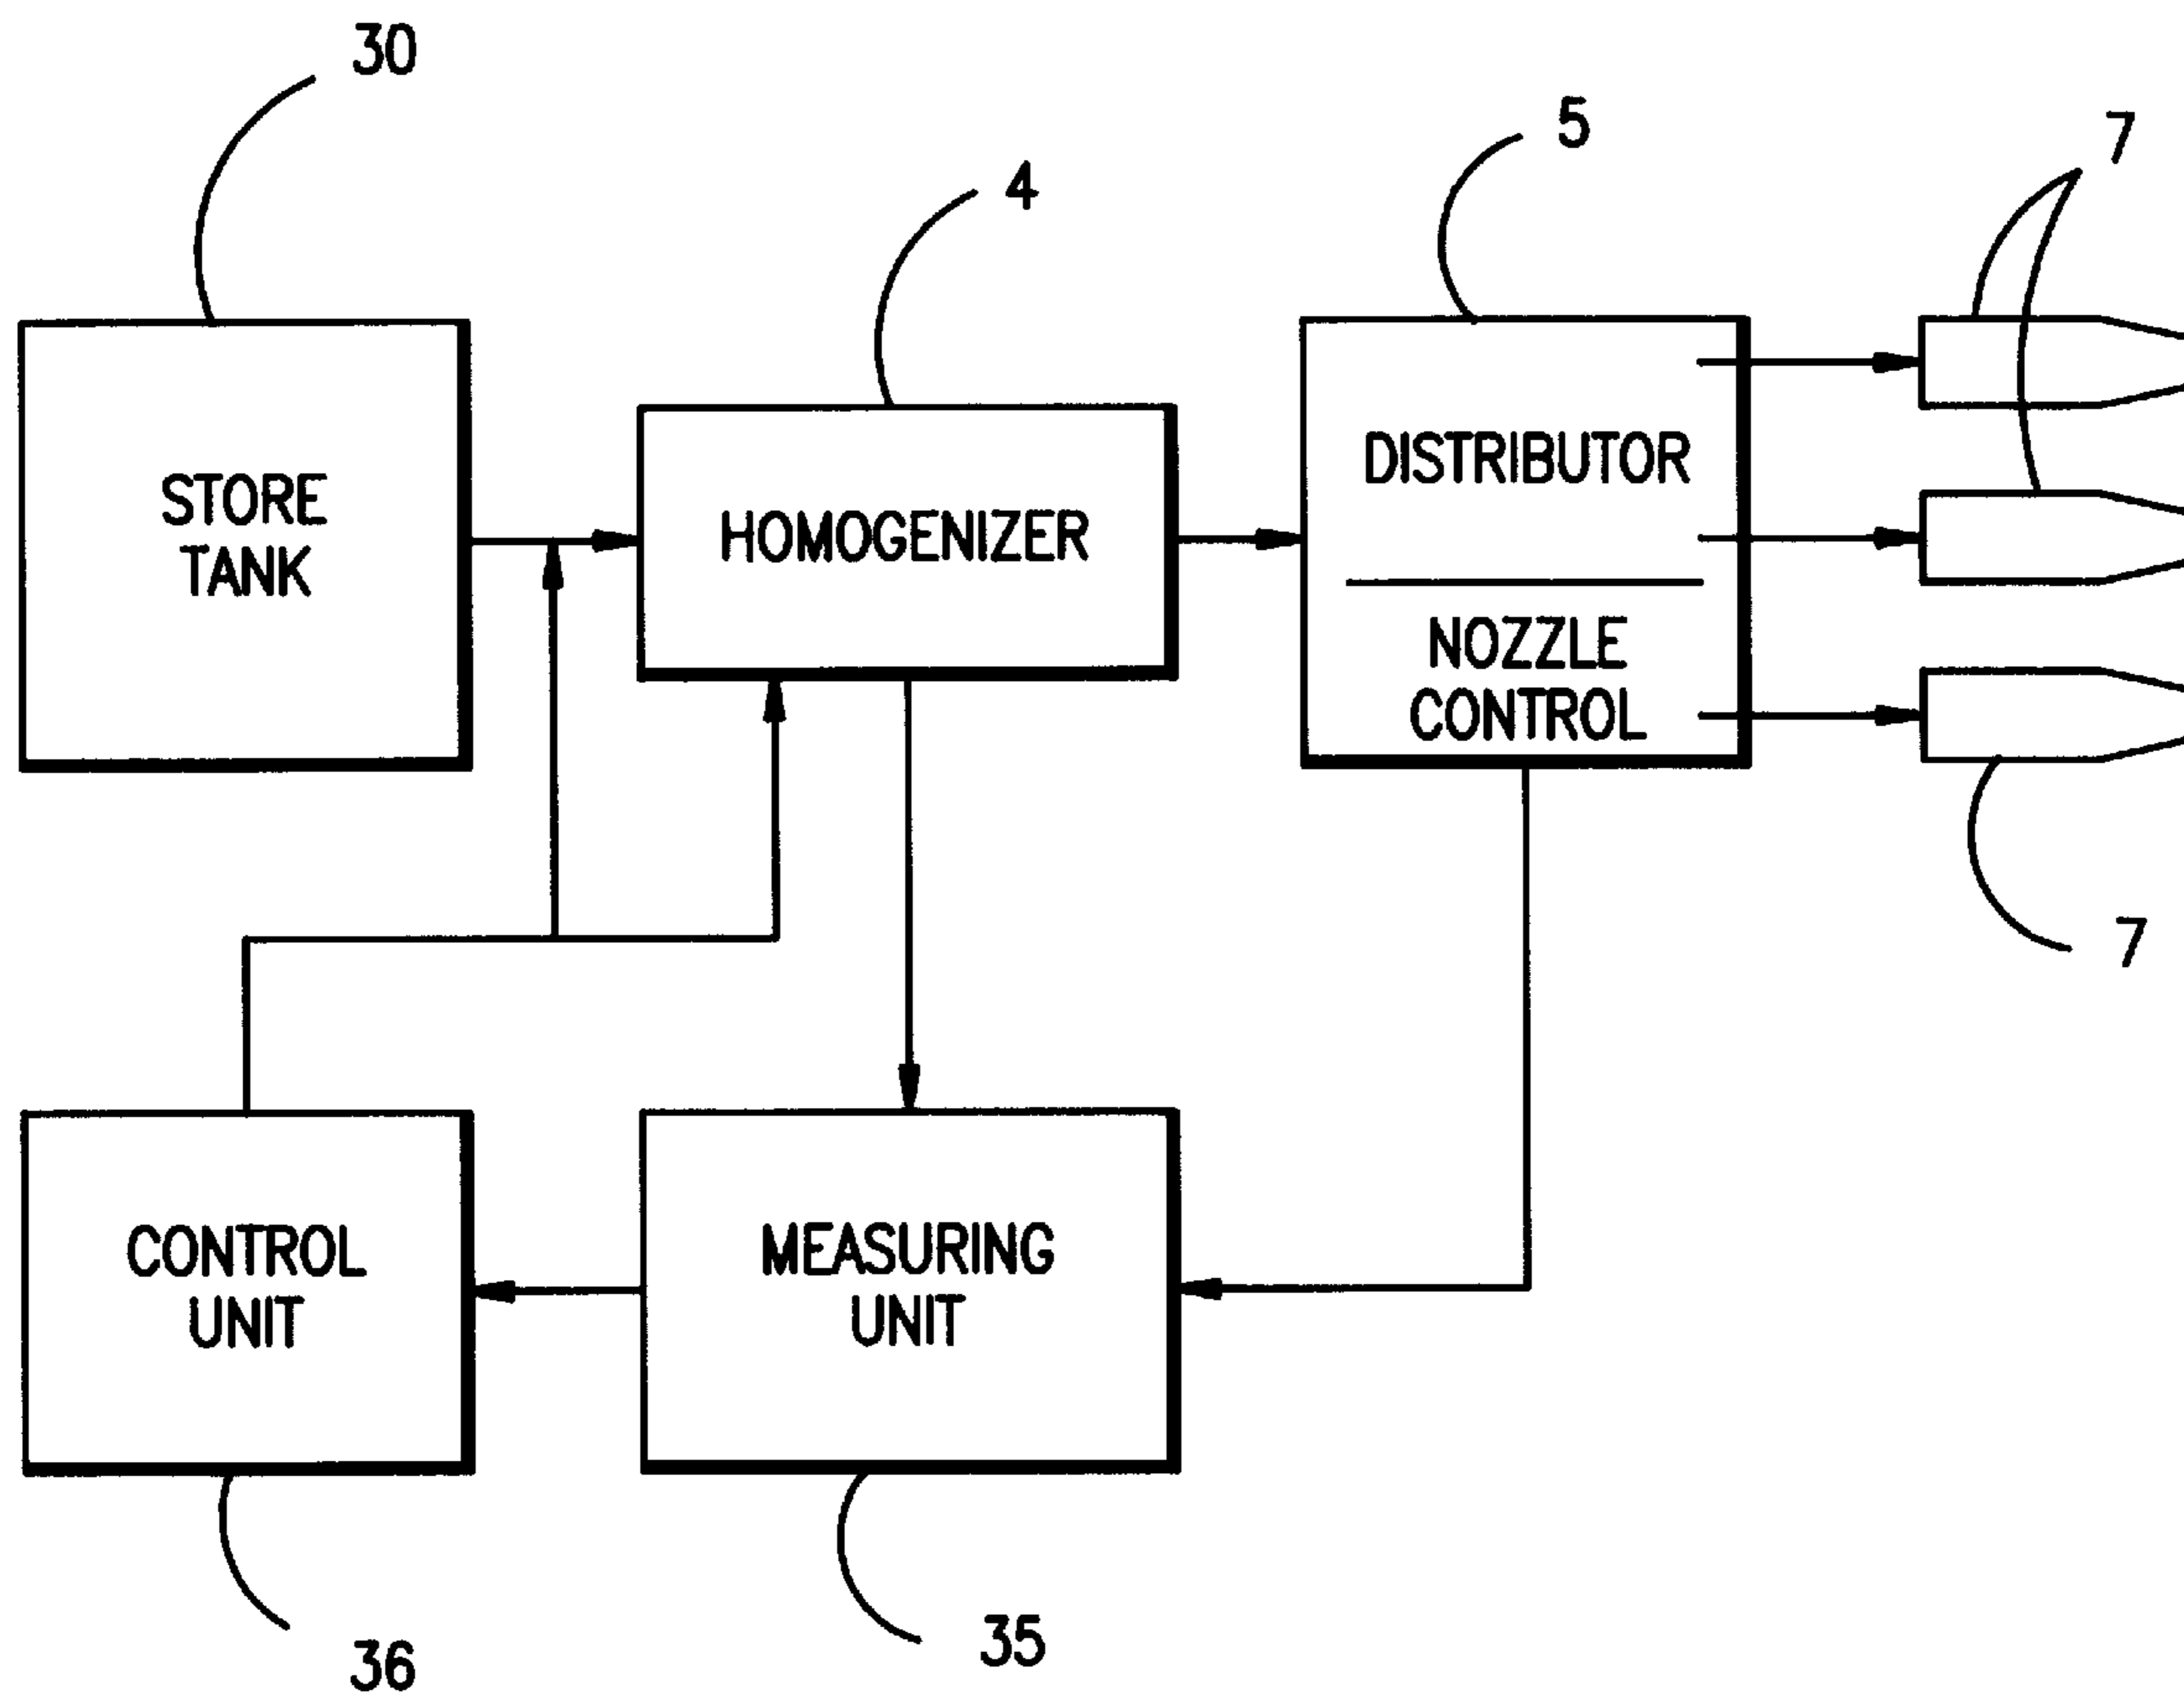 30
4
5
7
STORE
TANK
HOMOGENIZER
DISTRIBUTOR
NOZZLE
CONTROL
7
CONTROL
UNIT
MEASURING
UNIT
36
35